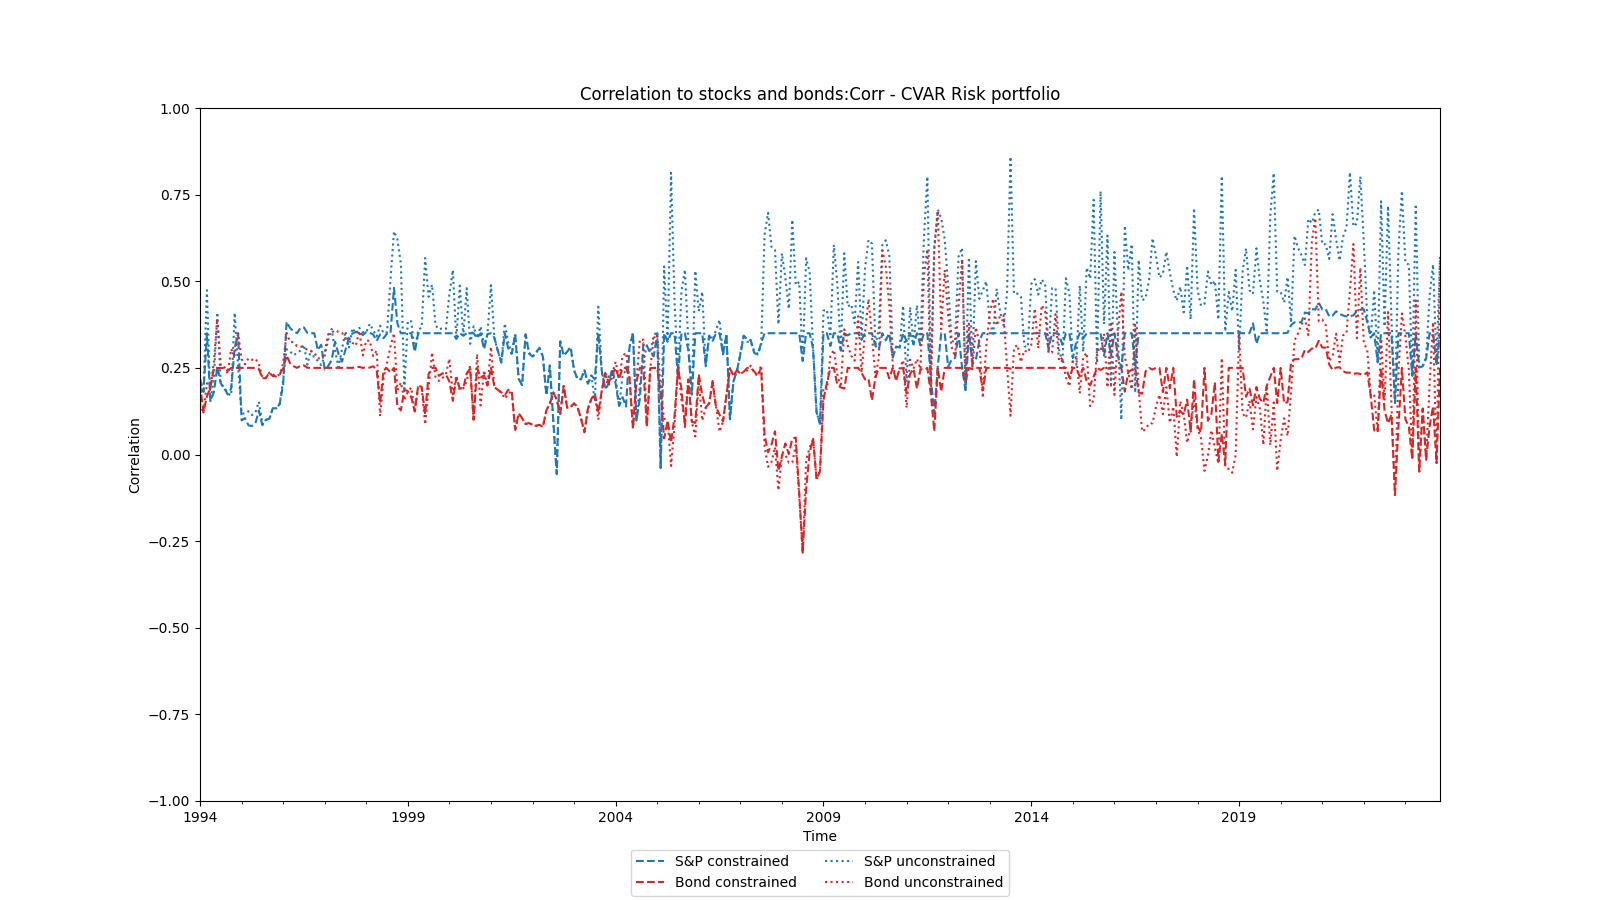 Correlation to stocks and bonds:Corr - CVAR Risk portfolio
1.00
0.75
0.50
0.25
0.00
−0.25
−0.50
−0.75
−1.00
Correlation
1994
1999
2004
2009
2014
2019
Time
S&P constrained
Bond constrained
S&P unconstrained
Bond unconstrained